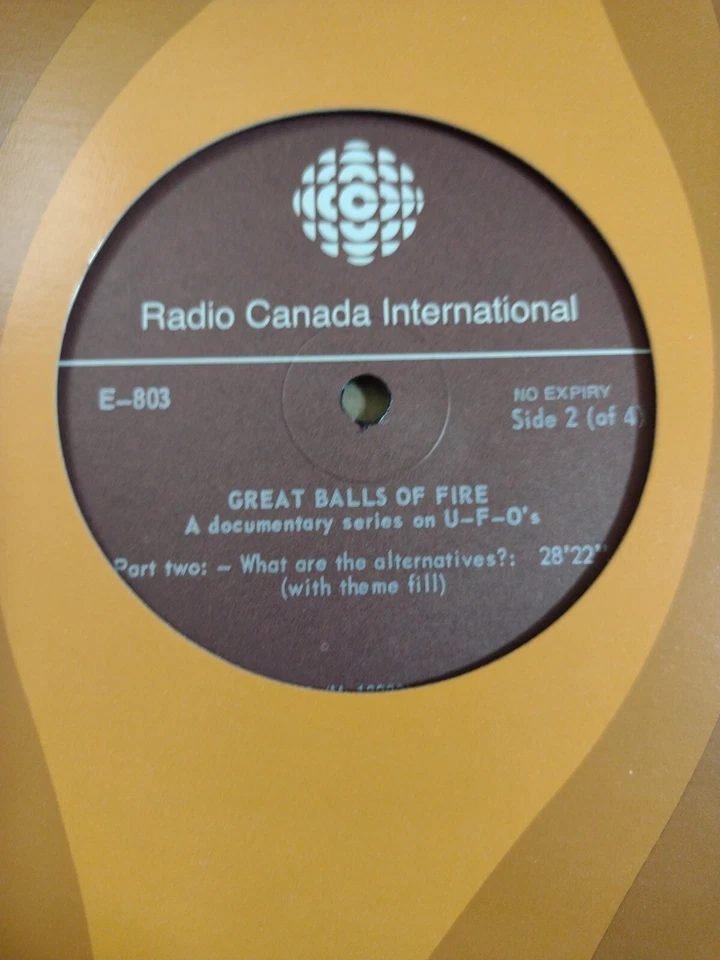 Radio Canada International
E-803
NO EXPIRY
Side 2 (of 4)
GREAT BALLS OF FIRE
A documentary series on U-F-O's
Part two: - What are the alternatives?: 28'22"
(with theme fill)